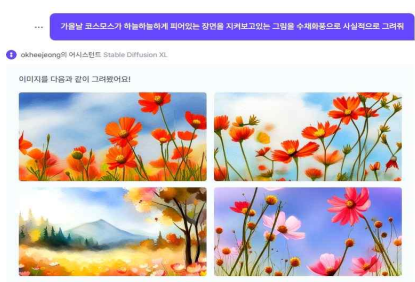 가을날 코스모스가 하늘하늘하게 피어있는 장면을 지켜보고있는 그림을 수채화풍으로 사실적으로 그려줘
okheejeong의 어시스턴트 Stable Diffusion XL
이미지를 다음과 같이 그려왔어요!